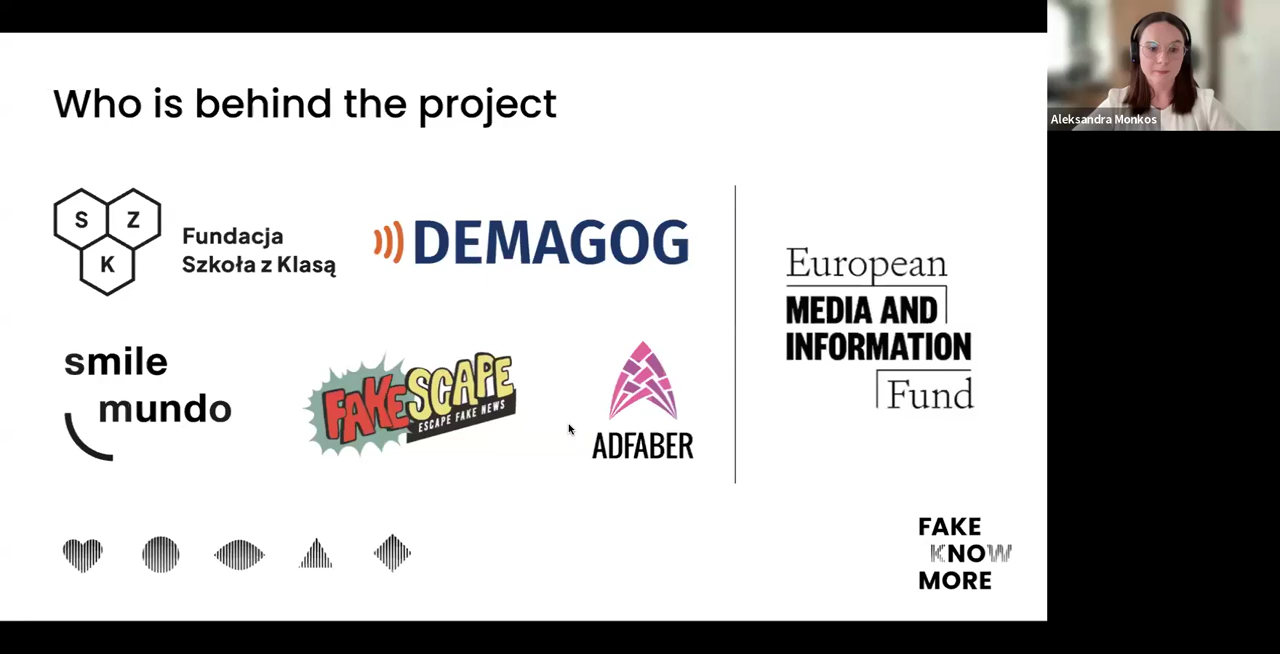 Who is behind the project
Aleksandra Monkos
S Z
K
Fundacja
Szkoła z Klasą
DEMAGOG
smile
mundo
FAKESCAPE
ESCAPE FAKE NEWS
ADFABER
European
MEDIA AND
INFORMATION
Fund
FAKE
KNOW
MORE